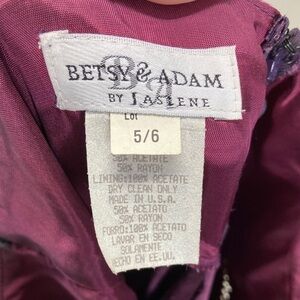 BETSY & ADAM
BY JASLENE
LOT
5/6
50% ACETATE
50% RAYON
LINING:100% ACETATE
DRY CLEAN ONLY
MADE IN U.S.A.
50% ACETATO
50% RAYON
FORRO:100% ACETATO
LAVAR EN SECO
SOLAMENTE
HECHO EN EE.UU.